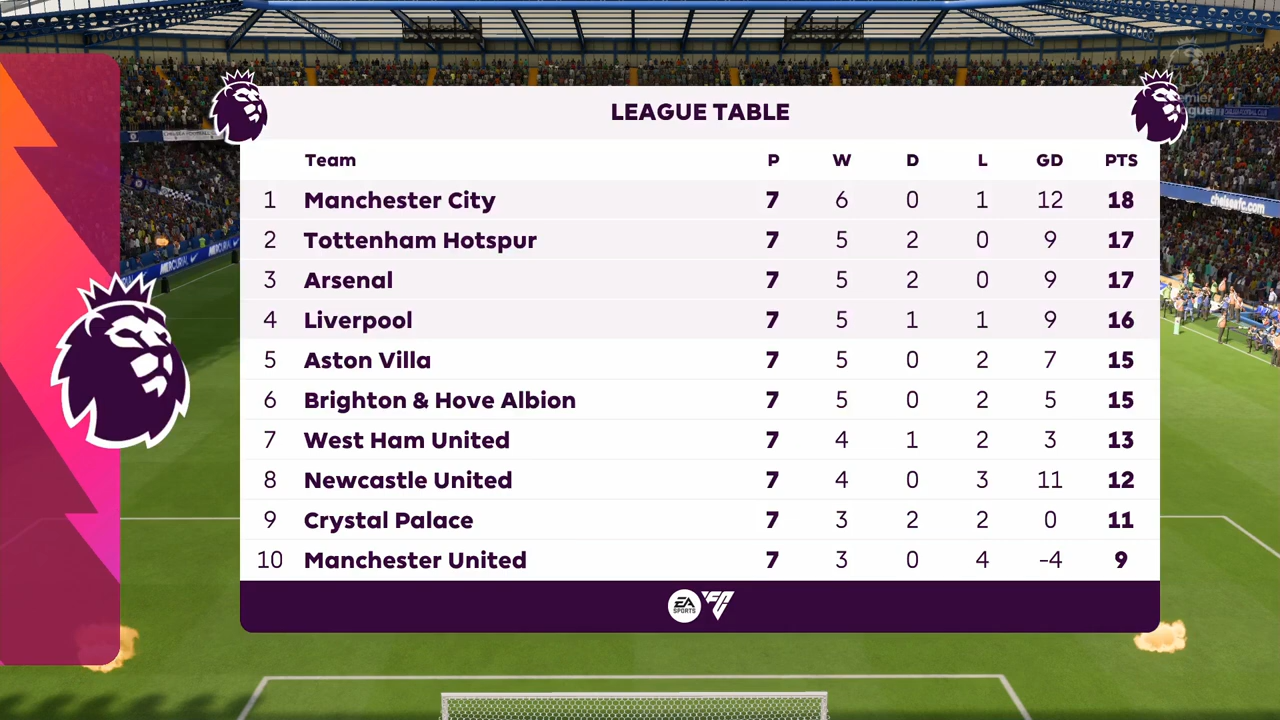 LEAGUE TABLE
Team P W D L GD PTS
1 Manchester City 7 6 0 1 12 18
2 Tottenham Hotspur 7 5 2 0 9 17
3 Arsenal 7 5 2 0 9 17
4 Liverpool 7 5 1 1 9 16
5 Aston Villa 7 5 0 2 7 15
6 Brighton & Hove Albion 7 5 0 2 5 15
7 West Ham United 7 4 1 2 3 13
8 Newcastle United 7 4 0 3 11 12
9 Crystal Palace 7 3 2 2 0 11
10 Manchester United 7 3 0 4 -4 9
EA SPORTS FC
chelseafc.com
MERCURIAL